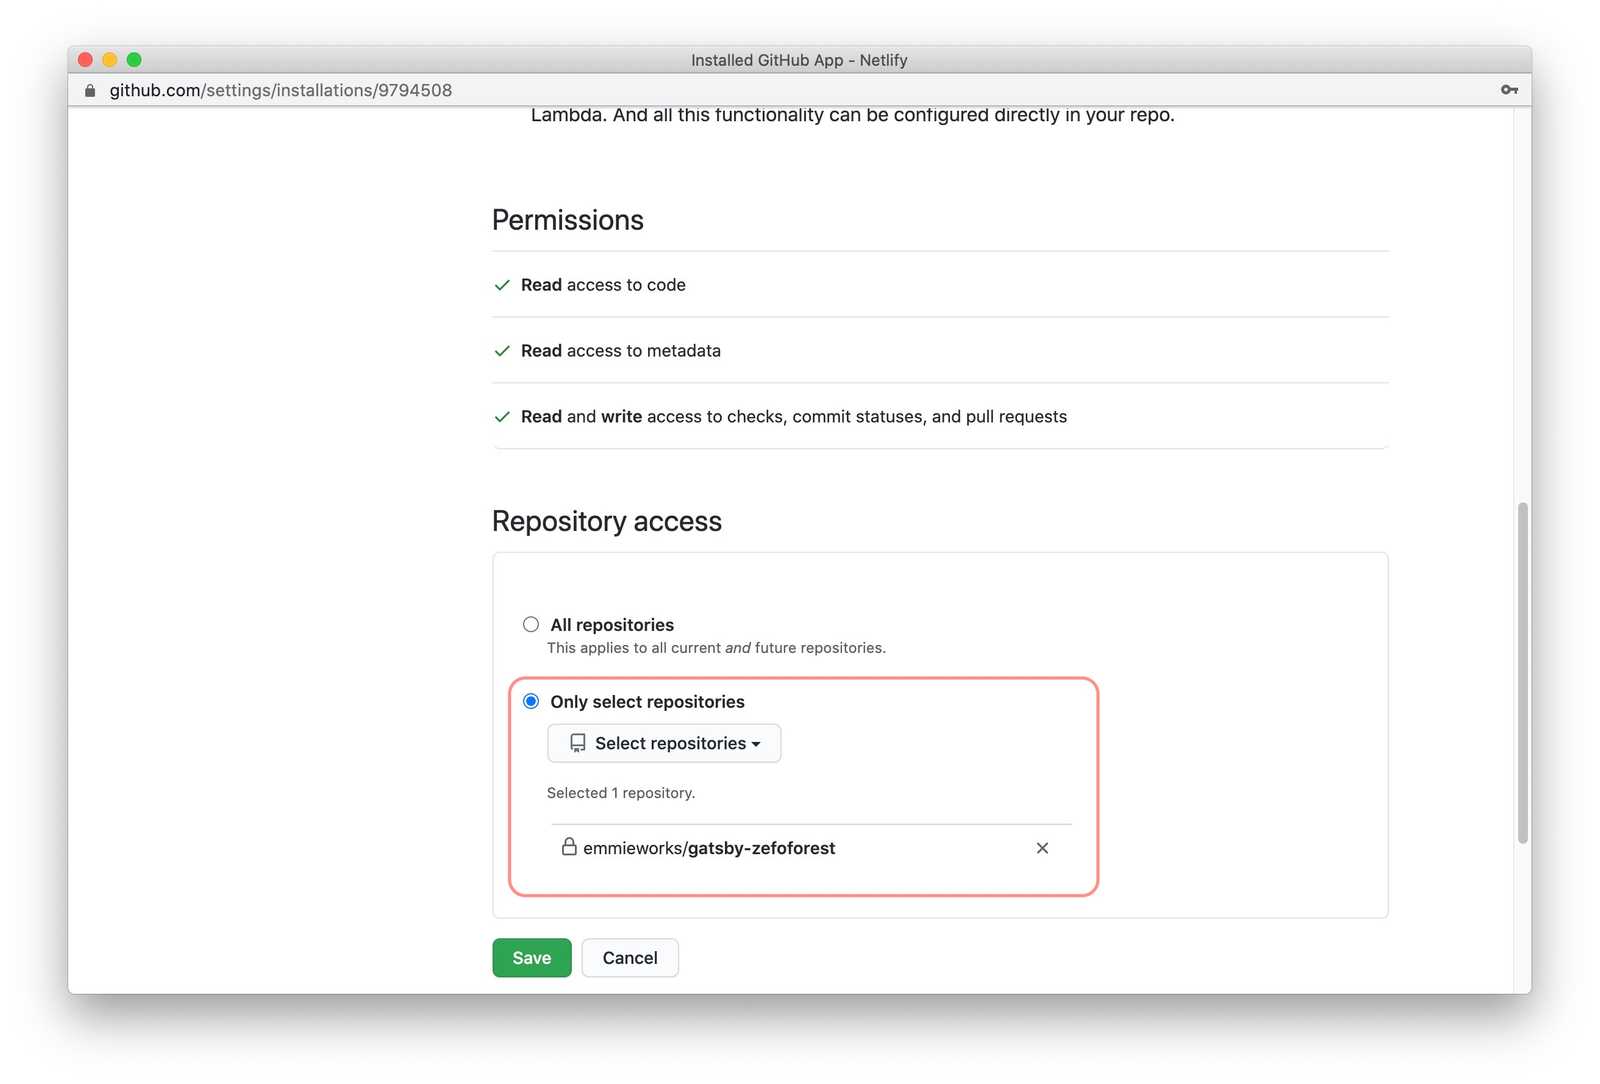 Installed GitHub App - Netlify
github.com/settings/installations/9794508
Lambda. And all this functionality can be configured directly in your repo.
Permissions
Read access to code
Read access to metadata
Read and write access to checks, commit statuses, and pull requests
Repository access
All repositories
This applies to all current and future repositories.
Only select repositories
Select repositories
Selected 1 repository.
emmieworks/gatsby-zefoforest
Save Cancel